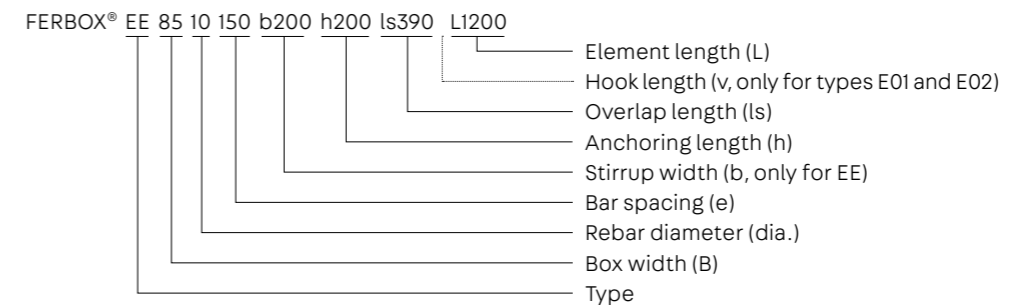 FERBOX® EE 85 10 150 b200 h200 ls390 L1200
Element length (L)
Hook length (v, only for types E01 and E02)
Overlap length (ls)
Anchoring length (h)
Stirrup width (b, only for EE)
Bar spacing (e)
Rebar diameter (dia.)
Box width (B)
Type